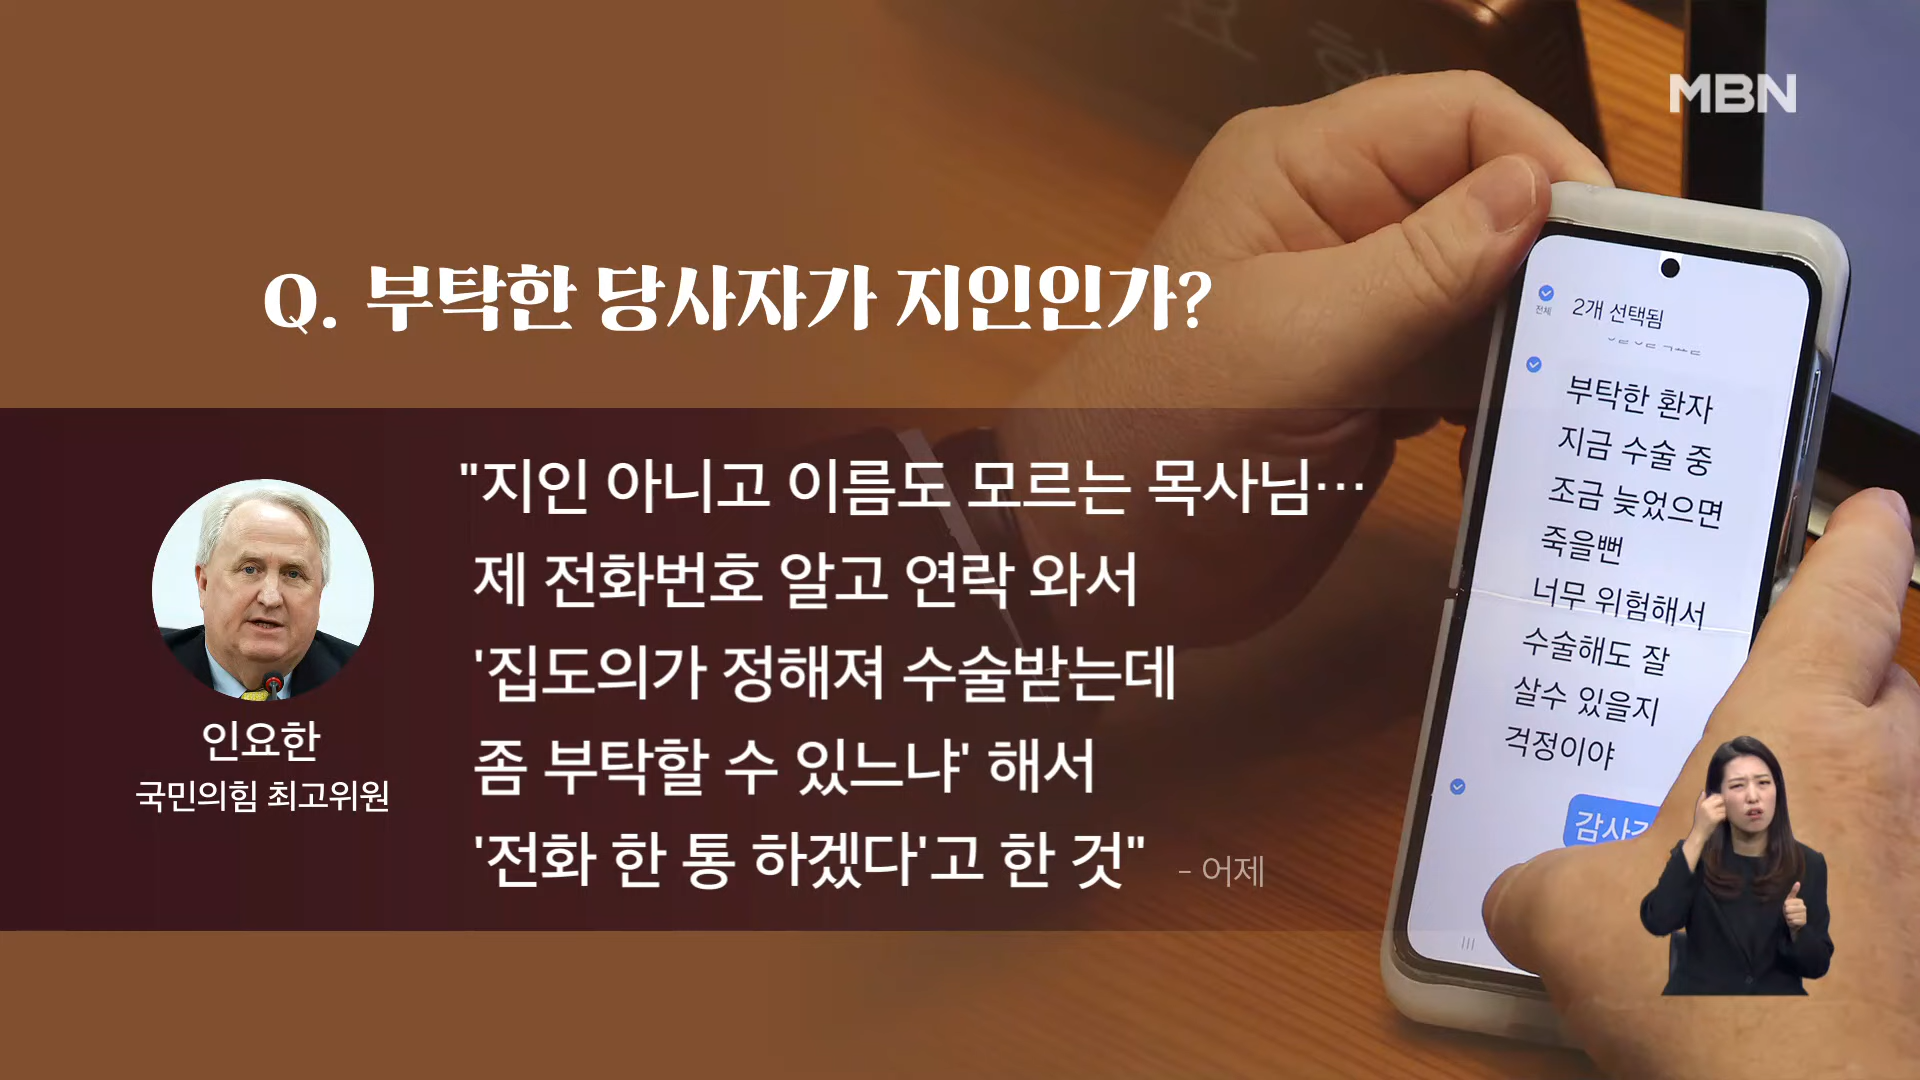 MBN
Q. 부탁한 당사자가 지인인가?
"지인 아니고 이름도 모르는 목사님…
제 전화번호 알고 연락 와서
'집도의가 정해져 수술받는데
좀 부탁할 수 있느냐' 해서
'전화 한 통 하겠다'고 한 것"
- 어제
인요한
국민의힘 최고위원
전체
2개 선택됨
부탁한 환자
지금 수술 중
조금 늦었으면
죽을뻔
너무 위험해서
수술해도 잘
살수 있을지
걱정이야
감사